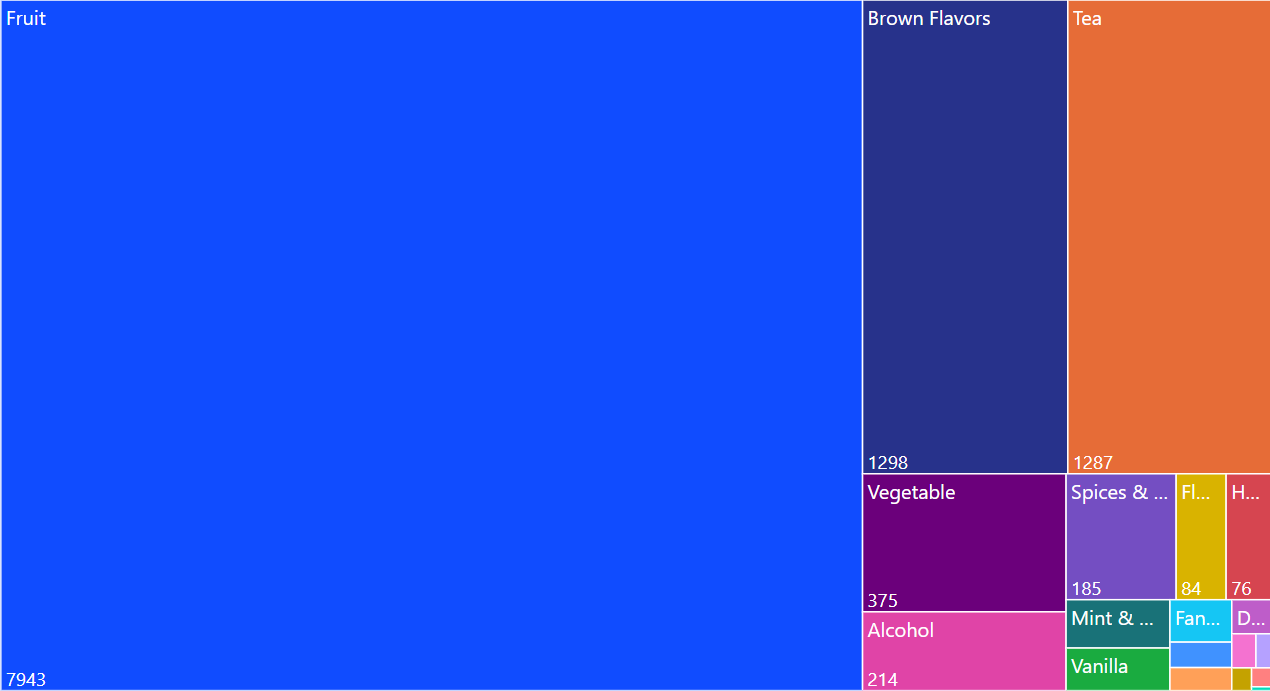 Fruit
7943
Brown Flavors
1298
Tea
1287
Vegetable
375
Alcohol
214
Spices & ...
185
Fl...
84
H...
76
Mint & ...
Vanilla
Fan...
D...